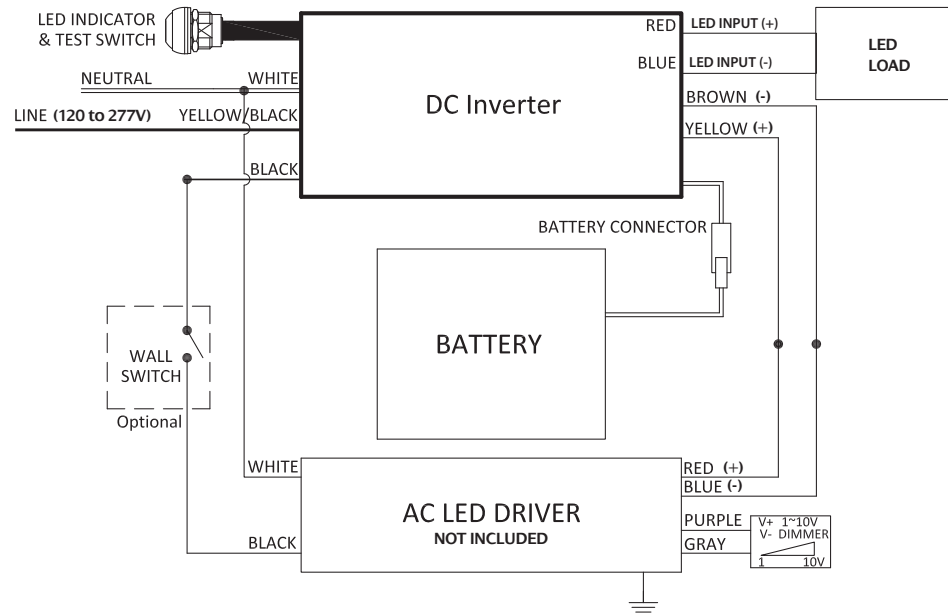 LED INDICATOR
& TEST SWITCH
RED
LED INPUT (+)
LED
LOAD
BLUE
LED INPUT (-)
NEUTRAL
WHITE
DC Inverter
BROWN (-)
LINE (120 to 277V)
YELLOW/BLACK
YELLOW (+)
BLACK
BATTERY CONNECTOR
BATTERY
WALL
SWITCH
Optional
WHITE
RED (+)
BLUE (-)
AC LED DRIVER
NOT INCLUDED
PURPLE
V+ 1~10V
V- DIMMER
BLACK
GRAY
1 10V